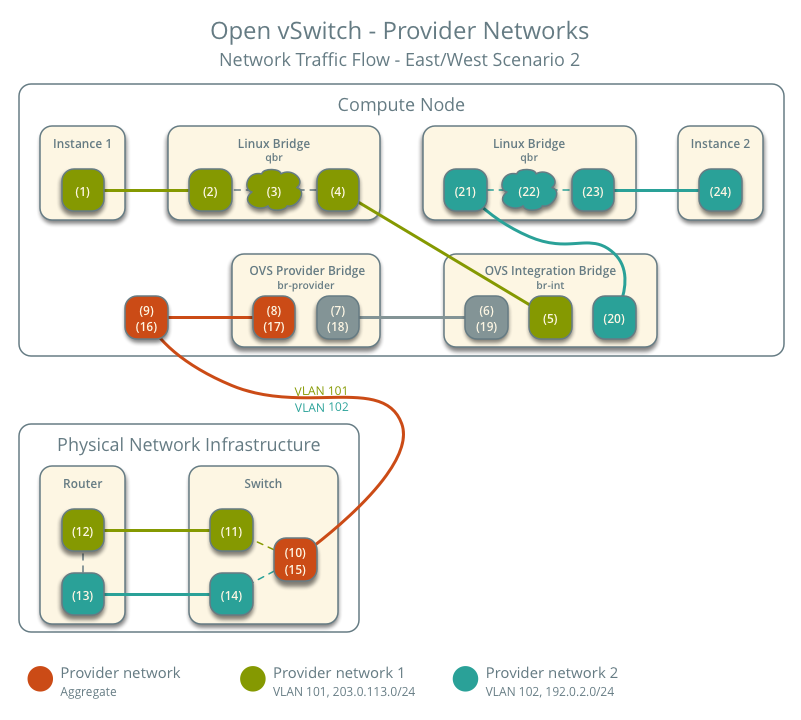 Open vSwitch - Provider Networks
Network Traffic Flow - East/West Scenario 2
Compute Node
Instance 1
(1)
Linux Bridge
qbr
(2)
(3)
(4)
Linux Bridge
qbr
(21)
(22)
(23)
Instance 2
(24)
(9)
(16)
OVS Provider Bridge
br-provider
(8)
(17)
(7)
(18)
OVS Integration Bridge
br-int
(6)
(19)
(5)
(20)
VLAN 101
VLAN 102
Physical Network Infrastructure
Router
(12)
(13)
Switch
(11)
(10)
(15)
(14)
Provider network
Aggregate
Provider network 1
VLAN 101, 203.0.113.0/24
Provider network 2
VLAN 102, 192.0.2.0/24